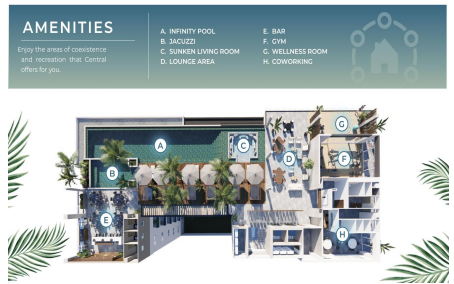 AMENITIES
Enjoy the areas of coexistence
and recreation that Central
offers for you.
A. INFINITY POOL
B. JACUZZI
C. SUNKEN LIVING ROOM
D. LOUNGE AREA
E. BAR
F. GYM
G. WELLNESS ROOM
H. COWORKING
A
B
C
D
E
F
G
H